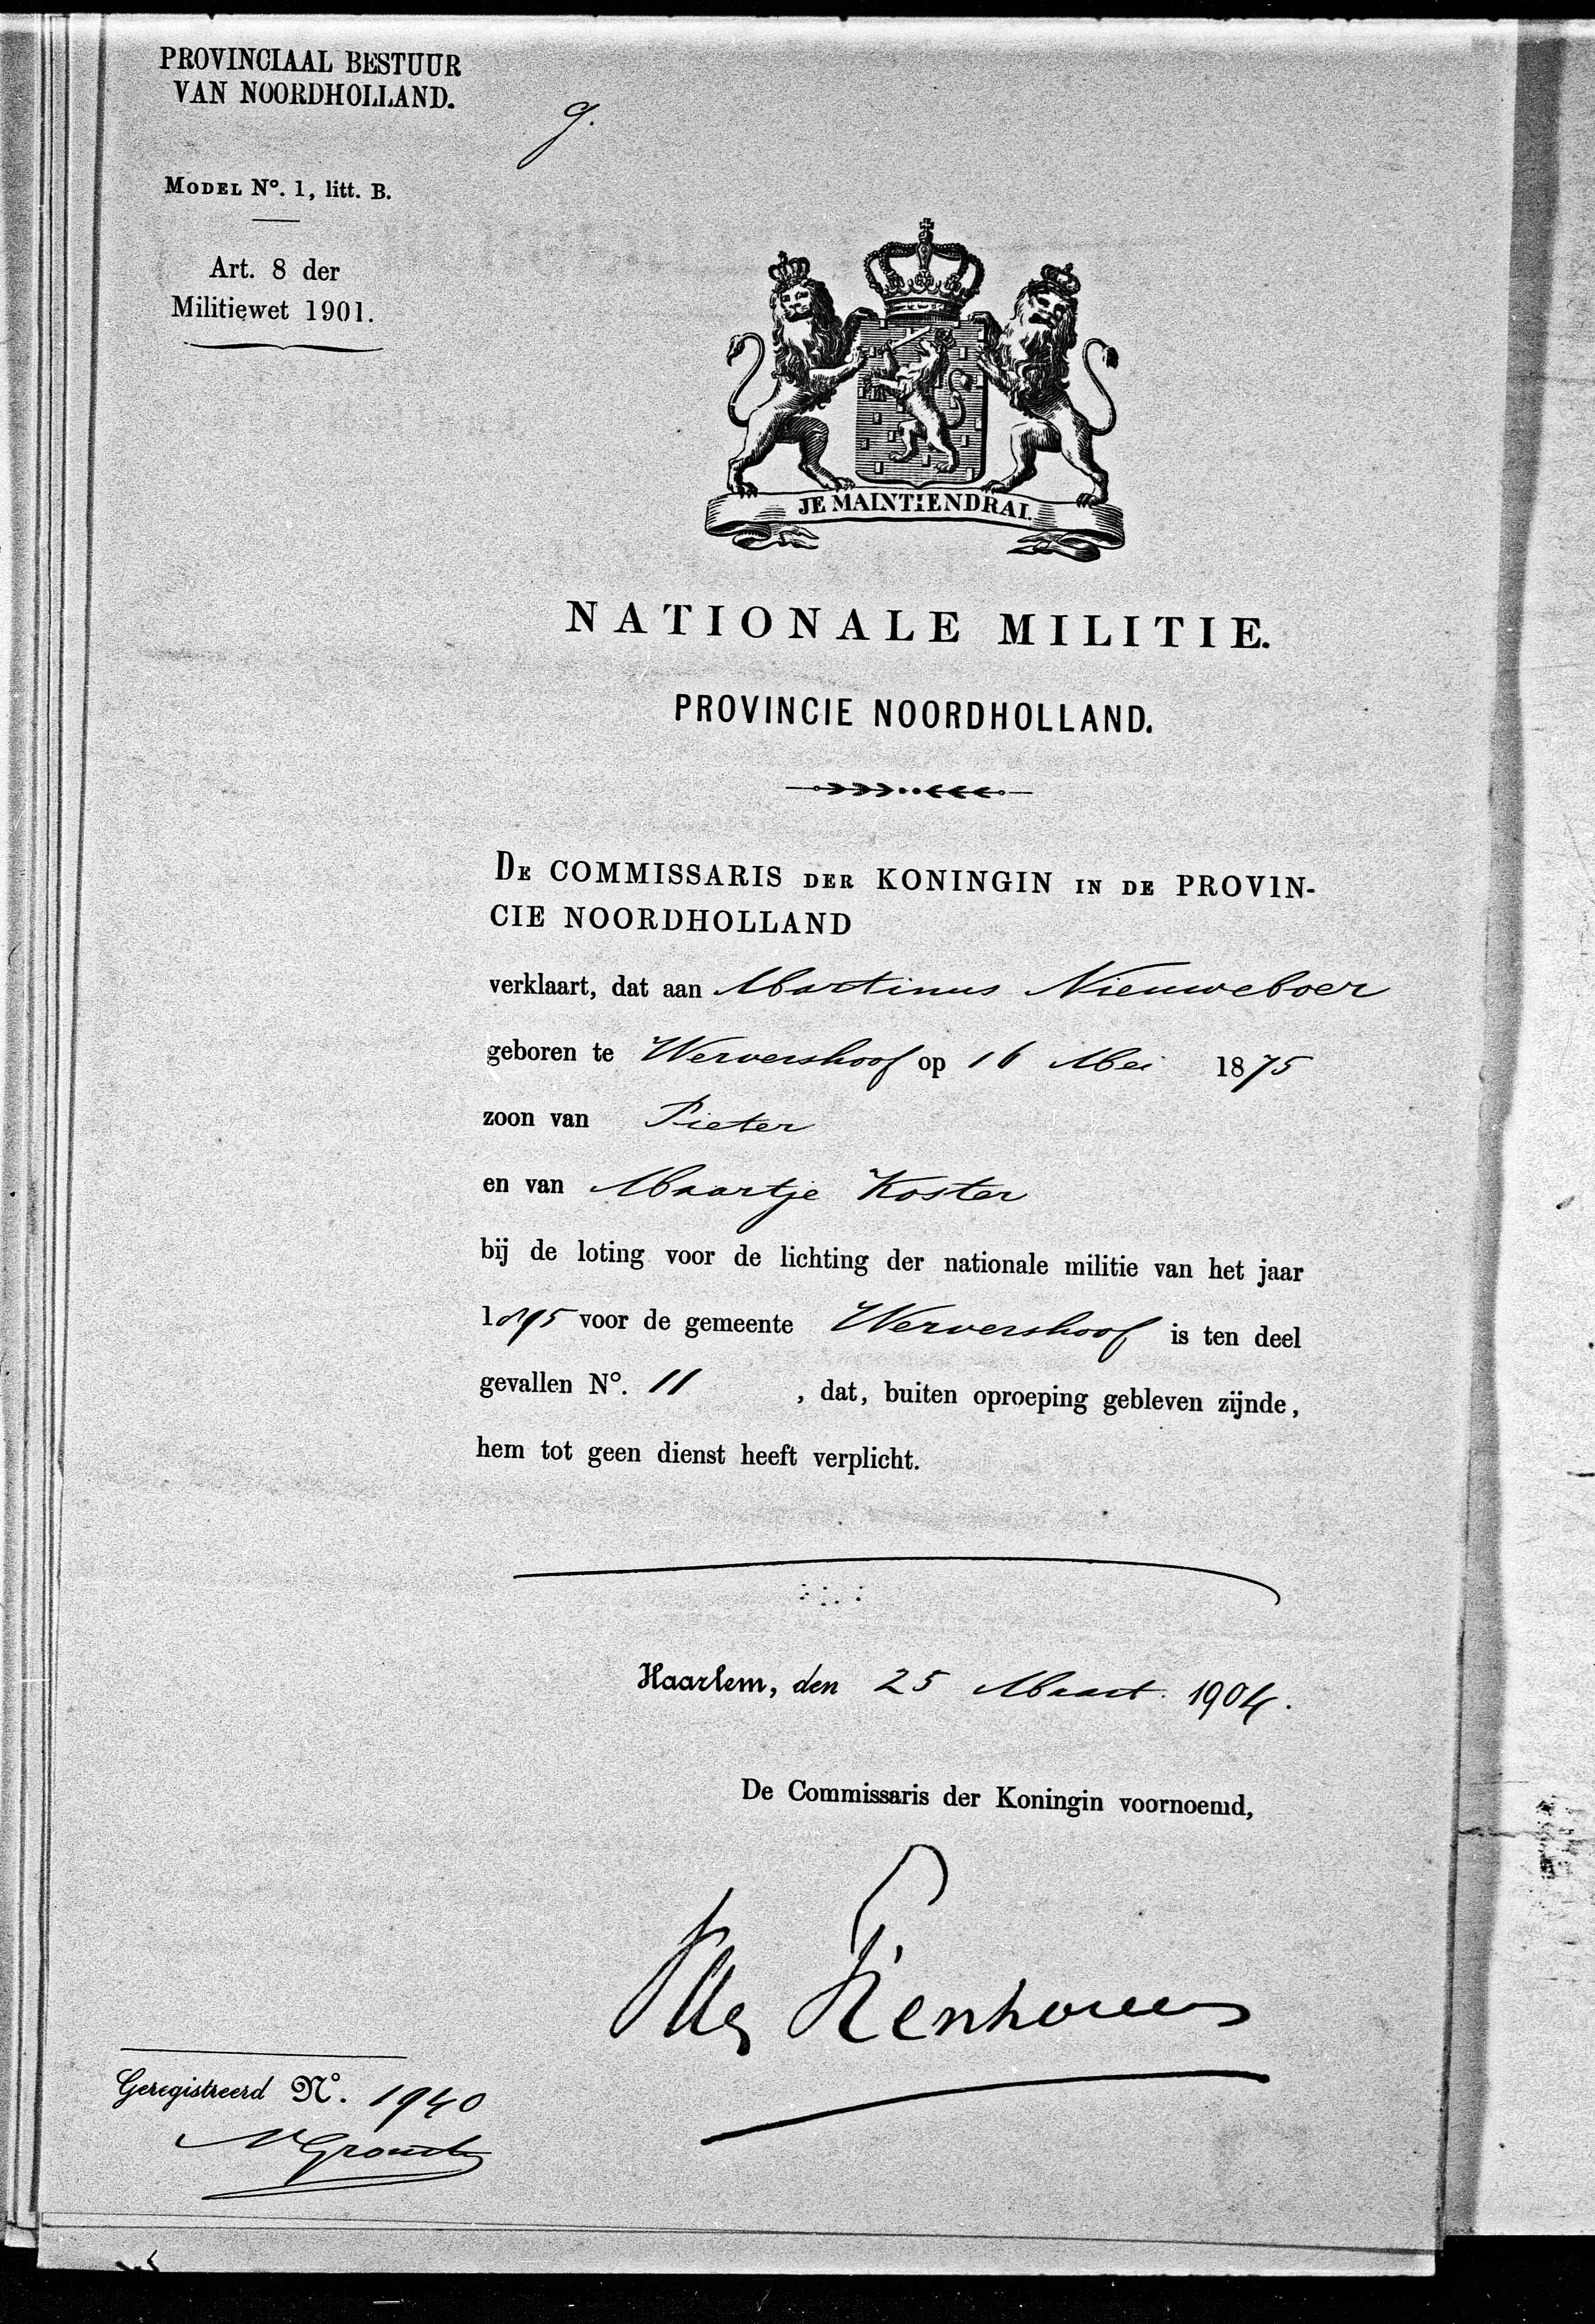 PROVINCIAAL BESTUUR
VAN NOORDHOLLAND.
g.
MODEL No. 1, litt. B.
Art. 8 der
Militiewet 1901.
JE MAINTIENDRAI.
NATIONALE MILITIE.
PROVINCIE NOORDHOLLAND.
DE COMMISSARIS DER KONINGIN IN DE PROVIN-
CIE NOORDHOLLAND
verklaart, dat aan Martinus Nieuweboer
geboren te Wervershoof op 16 Mei 1875
zoon van Pieter
en van Maartje Koster
bij de loting voor de lichting der nationale militie van het jaar
1895 voor de gemeente Wervershoof is ten deel
gevallen No. 11 , dat, buiten oproeping gebleven zijnde,
hem tot geen dienst heeft verplicht.
Haarlem, den 25 Maart 1904.
De Commissaris der Koningin voornoemd,
Tienhoven
Geregistreerd No. 1940